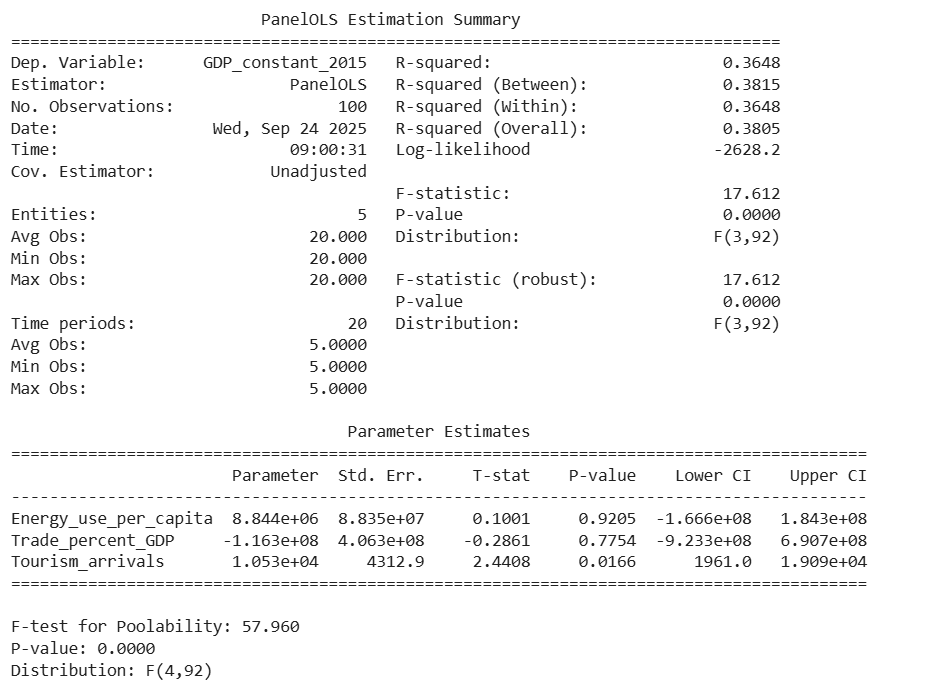 PanelOLS Estimation Summary
================================================================================
Dep. Variable: GDP_constant_2015 R-squared: 0.3648
Estimator: PanelOLS R-squared (Between): 0.3815
No. Observations: 100 R-squared (Within): 0.3648
Date: Wed, Sep 24 2025 R-squared (Overall): 0.3805
Time: 09:00:31 Log-likelihood -2628.2
Cov. Estimator: Unadjusted
F-statistic: 17.612
Entities: 5 P-value 0.0000
Avg Obs: 20.000 Distribution: F(3,92)
Min Obs: 20.000
Max Obs: 20.000 F-statistic (robust): 17.612
P-value 0.0000
Time periods: 20 Distribution: F(3,92)
Avg Obs: 5.0000
Min Obs: 5.0000
Max Obs: 5.0000
Parameter Estimates
=========================================================================================
Parameter Std. Err. T-stat P-value Lower CI Upper CI
-----------------------------------------------------------------------------------------
Energy_use_per_capita 8.844e+06 8.835e+07 0.1001 0.9205 -1.666e+08 1.843e+08
Trade_percent_GDP -1.163e+08 4.063e+08 -0.2861 0.7754 -9.233e+08 6.907e+08
Tourism_arrivals 1.053e+04 4312.9 2.4408 0.0166 1961.0 1.909e+04
=========================================================================================
F-test for Poolability: 57.960
P-value: 0.0000
Distribution: F(4,92)